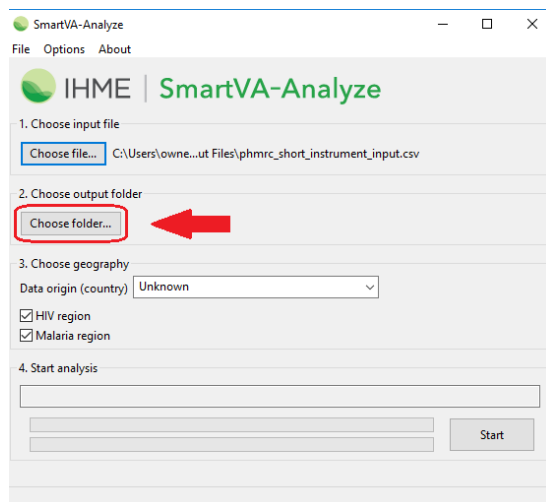 SmartVA-Analyze
File Options About
IHME | SmartVA-Analyze
1. Choose input file
Choose file... C:\Users\owne...ut Files\phmrc_short_instrument_input.csv
2. Choose output folder
Choose folder...
3. Choose geography
Data origin (country) Unknown
HIV region
Malaria region
4. Start analysis
Start